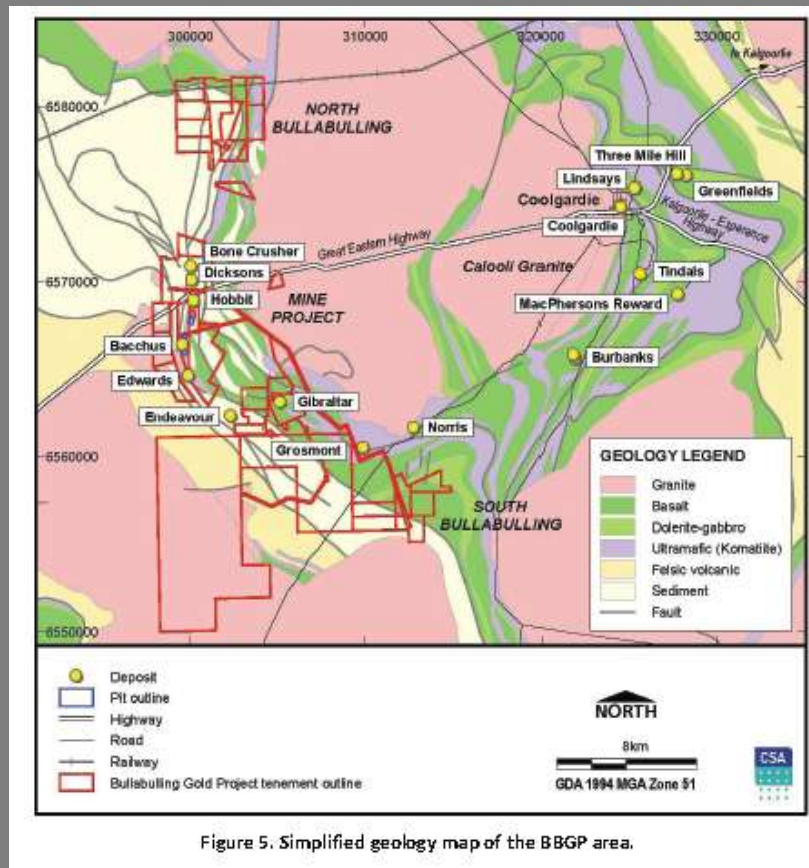 300000
310000
320000
330000
to Kalgoorlie
6580000
NORTH
BULLABULLING
Three Mile Hill
Lindsays
Greenfields
Coolgardie
Coolgardie
Kalgoorlie - Esperance
Highway
Great Eastern Highway
Bone Crusher
Dicksons
6570000
Calooli Granite
Tindals
Hobbit
MINE
PROJECT
MacPhersons Reward
Bacchus
Burbanks
Edwards
Gibraltar
Endeavour
Norris
Grosmont
6560000
SOUTH
BULLABULLING
GEOLOGY LEGEND
Granite
Basalt
Dolerite-gabbro
Ultramafic (Komatiite)
Felsic volcanic
Sediment
Fault
6550000
Deposit
Pit outline
Highway
Road
Railway
Bullabulling Gold Project tenement outline
NORTH
8km
GDA 1994 MGA Zone 51
CSA
Figure 5. Simplified geology map of the BBGP area.